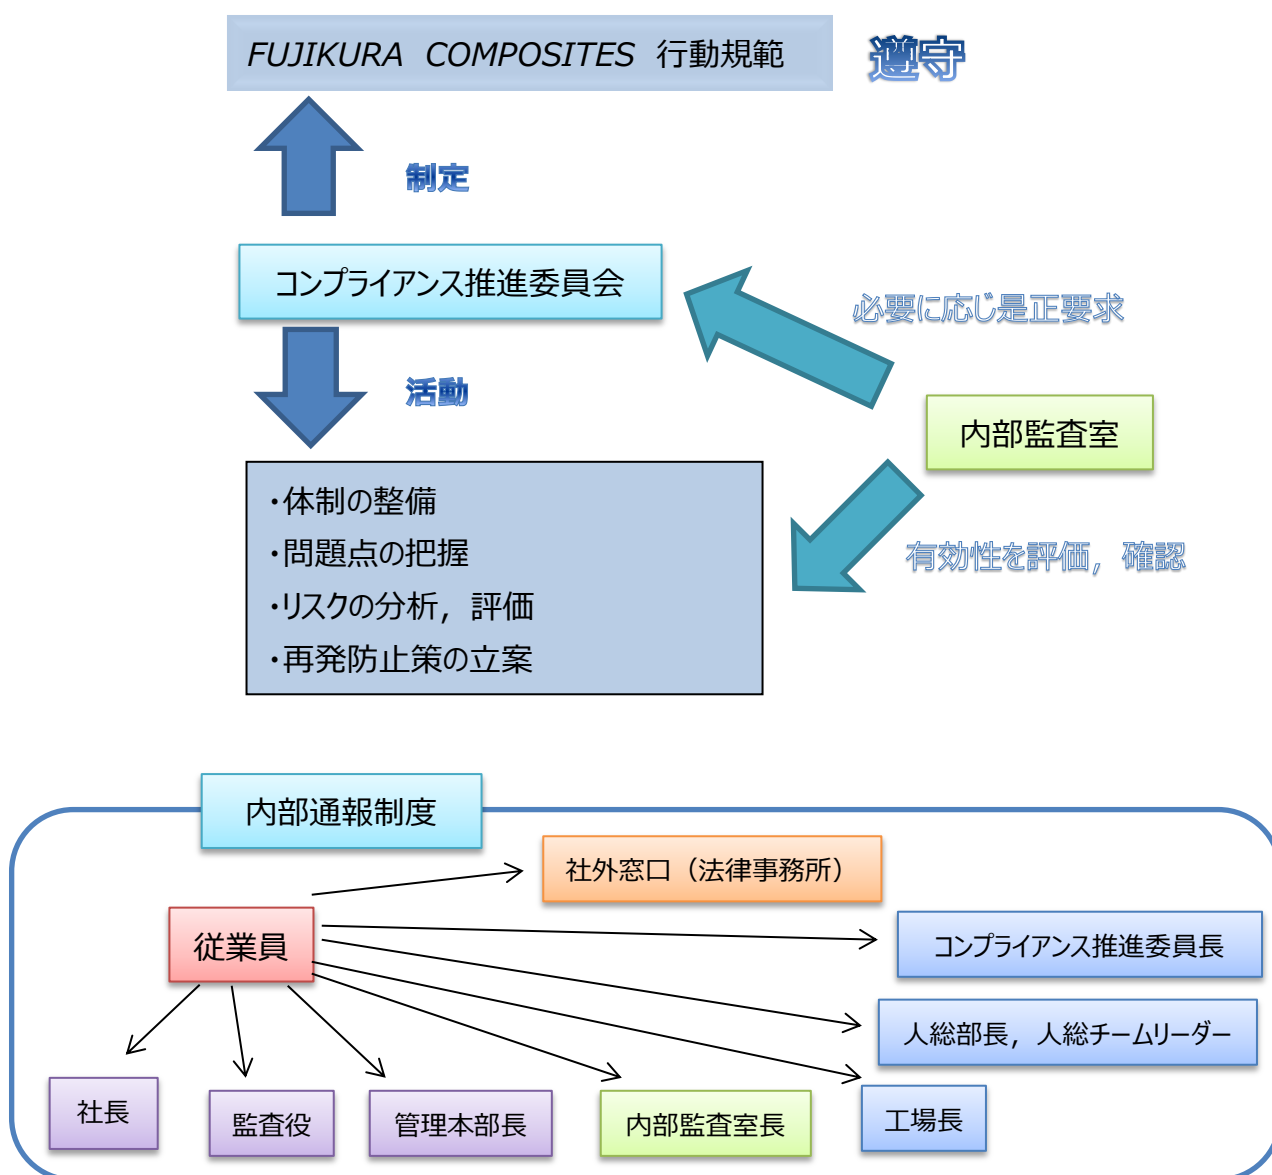 FUJIKURA COMPOSITES 行動規範
遵守
制定
コンプライアンス推進委員会
必要に応じ是正要求
活動
内部監査室
・体制の整備
・問題点の把握
・リスクの分析，評価
・再発防止策の立案
有効性を評価，確認
内部通報制度
社外窓口（法律事務所）
従業員
コンプライアンス推進委員長
人総部長，人総チームリーダー
社長
監査役
管理本部長
内部監査室長
工場長